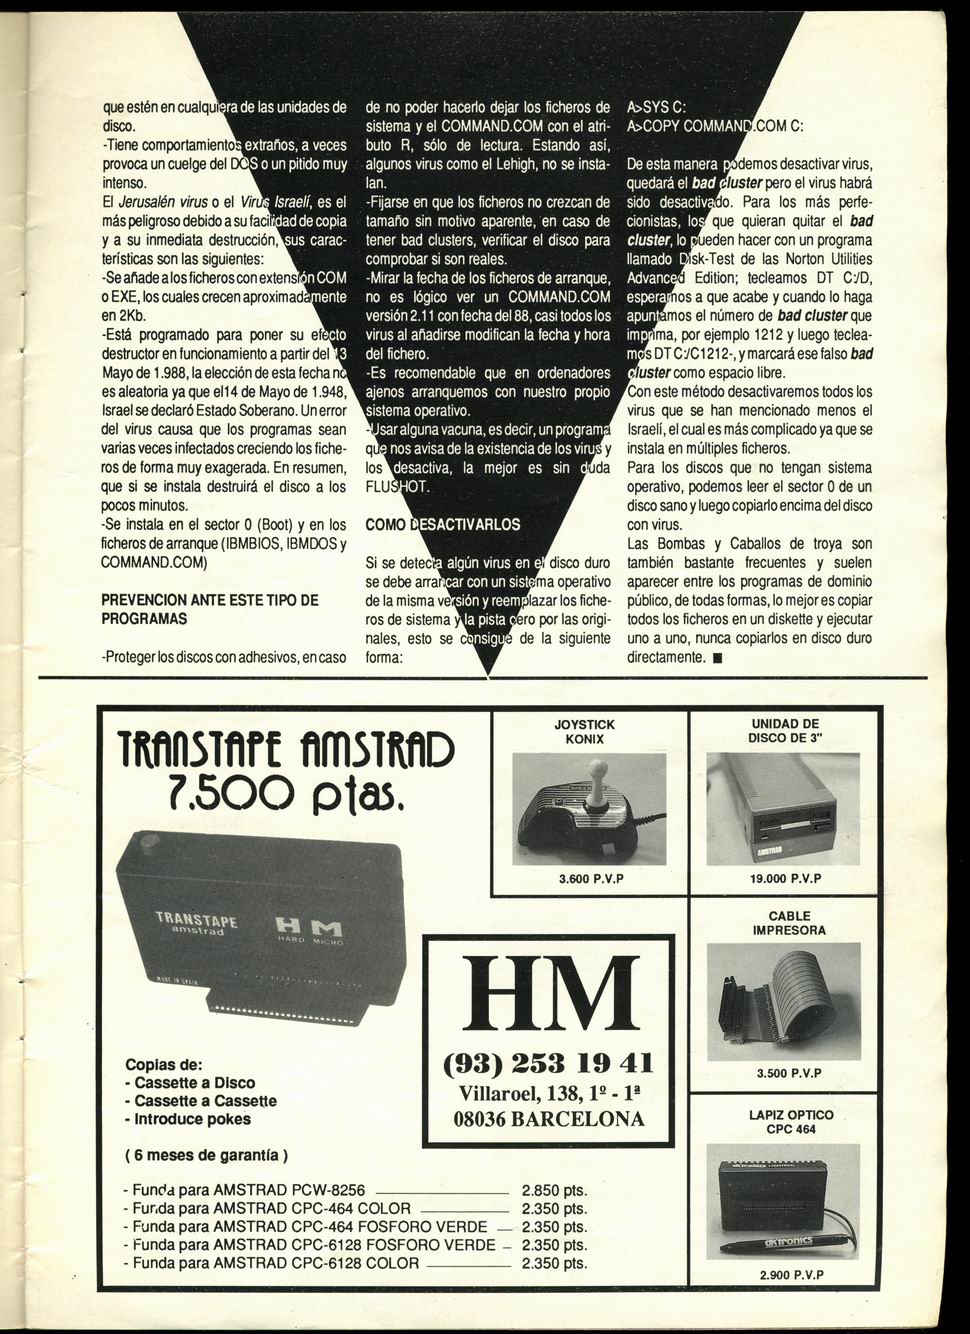 que estén en cualquiera de las unidades de
disco.
-Tiene comportamientos extraños, a veces
provoca un cuelge del DOS o un pitido muy
intenso.
El Jerusalén virus o el Virus Israelí, es el
más peligroso debido a su facilidad de copia
y a su inmediata destrucción, sus carac-
terísticas son las siguientes:
-Se añade a los ficheros con extensión COM
o EXE, los cuales crecen aproximadamente
en 2Kb.
-Está programado para poner su efecto
destructor en funcionamiento a partir del 13
Mayo de 1.988, la elección de esta fecha no
es aleatoria ya que el14 de Mayo de 1.948,
Israel se declaró Estado Soberano. Un error
del virus causa que los programas sean
varias veces infectados creciendo los fiche-
ros de forma muy exagerada. En resumen,
que si se instala destruirá el disco a los
pocos minutos.
-Se instala en el sector 0 (Boot) y en los
ficheros de arranque (IBMBIOS, IBMDOS y
COMMAND.COM)
PREVENCION ANTE ESTE TIPO DE
PROGRAMAS
-Proteger los discos con adhesivos, en caso
de no poder hacerlo dejar los ficheros de
sistema y el COMMAND.COM con el atri-
buto R, sólo de lectura. Estando así,
algunos virus como el Lehigh, no se insta-
lan.
-Fijarse en que los ficheros no crezcan de
tamaño sin motivo aparente, en caso de
tener bad clusters, verificar el disco para
comprobar si son reales.
-Mirar la fecha de los ficheros de arranque,
no es lógico ver un COMMAND.COM
versión 2.11 con fecha del 88, casi todos los
virus al añadirse modifican la fecha y hora
del fichero.
-Es recomendable que en ordenadores
ajenos arranquemos con nuestro propio
sistema operativo.
-Usar alguna vacuna, es decir, un programa
que nos avisa de la existencia de los virus y
los desactiva, la mejor es sin duda
FLUSHOT.
COMO DESACTIVARLOS
Si se detecta algún virus en el disco duro
se debe arrancar con un sistema operativo
de la misma versión y reemplazar los fiche-
ros de sistema y la pista cero por las origi-
nales, esto se consigue de la siguiente
forma:
A>SYS C:
A>COPY COMMAND.COM C:
De esta manera podemos desactivar virus,
quedará el bad cluster pero el virus habrá
sido desactivado. Para los más perfe-
cionistas, los que quieran quitar el bad
cluster, lo pueden hacer con un programa
llamado Disk-Test de las Norton Utilities
Advanced Edition; tecleamos DT C:/D,
esperamos a que acabe y cuando lo haga
apuntamos el número de bad cluster que
imprima, por ejemplo 1212 y luego teclea-
mos DT C:/C1212-, y marcará ese falso bad
cluster como espacio libre.
Con este método desactivaremos todos los
virus que se han mencionado menos el
Israelí, el cual es más complicado ya que se
instala en múltiples ficheros.
Para los discos que no tengan sistema
operativo, podemos leer el sector 0 de un
disco sano y luego copiarlo encima del disco
con virus.
Las Bombas y Caballos de troya son
también bastante frecuentes y suelen
aparecer entre los programas de dominio
público, de todas formas, lo mejor es copiar
todos los ficheros en un diskette y ejecutar
uno a uno, nunca copiarlos en disco duro
directamente. ■
TRANSTAPE AMSTRAD
7.500 ptas.
TRANSTAPE
amstrad
HM
HARD MICRO
MADE IN SPAIN
Copias de:
- Cassette a Disco
- Cassette a Cassette
- Introduce pokes
( 6 meses de garantía )
- Funda para AMSTRAD PCW-8256 2.850 pts.
- Funda para AMSTRAD CPC-464 COLOR 2.350 pts.
- Funda para AMSTRAD CPC-464 FOSFORO VERDE 2.350 pts.
- Funda para AMSTRAD CPC-6128 FOSFORO VERDE 2.350 pts.
- Funda para AMSTRAD CPC-6128 COLOR 2.350 pts.
HM
(93) 253 19 41
Villaroel, 138, 1º - 1ª
08036 BARCELONA
JOYSTICK
KONIX
3.600 P.V.P
UNIDAD DE
DISCO DE 3"
AMSTRAD
19.000 P.V.P
CABLE
IMPRESORA
3.500 P.V.P
LAPIZ OPTICO
CPC 464
dktronics LIGHTPEN
dktronics
2.900 P.V.P